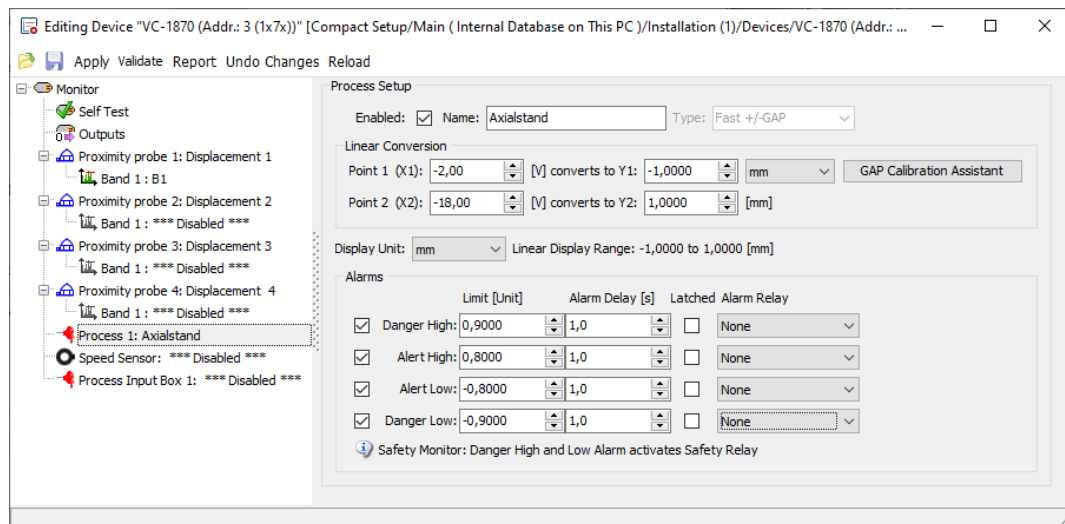 Editing Device "VC-1870 (Addr.: 3 (1x7x))" [Compact Setup/Main ( Internal Database on This PC )/Installation (1)/Devices/VC-1870 (Addr.: ...
Apply Validate Report Undo Changes Reload
Monitor
Self Test
Outputs
Proximity probe 1: Displacement 1
Band 1 : B1
Proximity probe 2: Displacement 2
Band 1 : *** Disabled ***
Proximity probe 3: Displacement 3
Band 1 : *** Disabled ***
Proximity probe 4: Displacement 4
Band 1 : *** Disabled ***
Process 1: Axialstand
Speed Sensor: *** Disabled ***
Process Input Box 1: *** Disabled ***
Process Setup
Enabled: Name: Axialstand Type: Fast +/-GAP
Linear Conversion
Point 1 (X1): -2,00 [V] converts to Y1: -1,0000 mm GAP Calibration Assistant
Point 2 (X2): -18,00 [V] converts to Y2: 1,0000 [mm]
Display Unit: mm Linear Display Range: -1,0000 to 1,0000 [mm]
Alarms
Limit [Unit] Alarm Delay [s] Latched Alarm Relay
Danger High: 0,9000 1,0 None
Alert High: 0,8000 1,0 None
Alert Low: -0,8000 1,0 None
Danger Low: -0,9000 1,0 None
Safety Monitor: Danger High and Low Alarm activates Safety Relay